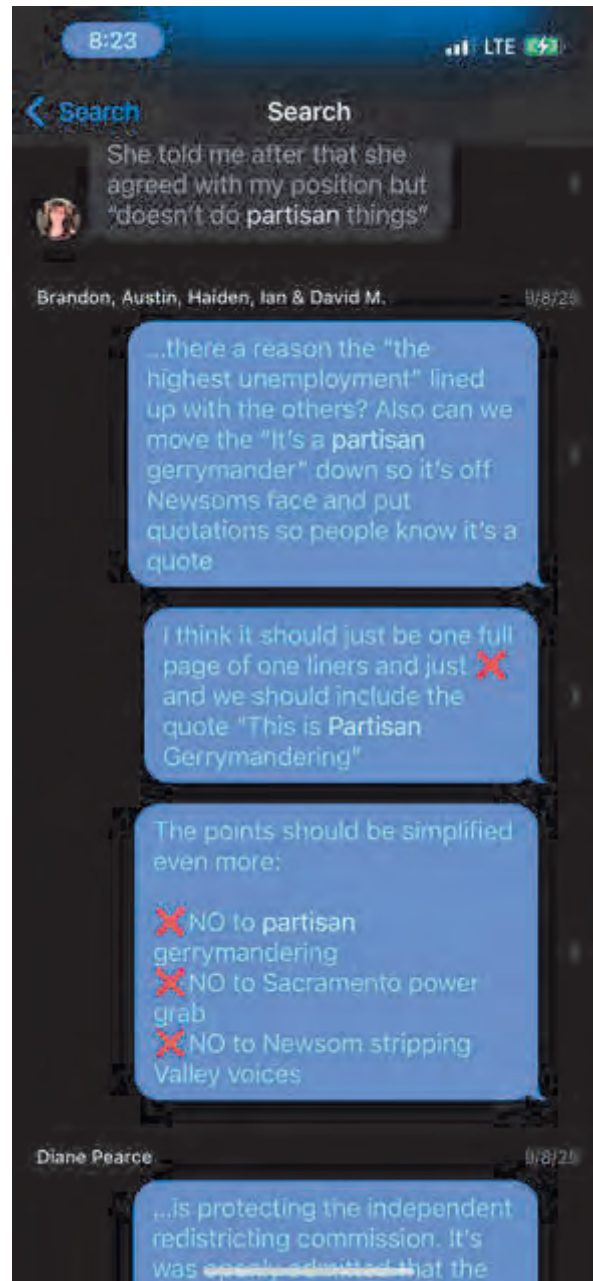 8:23
LTE
Search
Search
She told me after that she
agreed with my position but
"doesn't do partisan things"
Brandon, Austin, Haiden, Ian & David M.
9/8/25
...there a reason the "the
highest unemployment" lined
up with the others? Also can we
move the "It's a partisan
gerrymander" down so it's off
Newsoms face and put
quotations so people know it's a
quote
I think it should just be one full
page of one liners and just ❌
and we should include the
quote "This is Partisan
Gerrymandering"
The points should be simplified
even more:
❌NO to partisan
gerrymandering
❌NO to Sacramento power
grab
❌NO to Newsom stripping
Valley voices
Diane Pearce
9/8/25
...is protecting the independent
redistricting commission. It's
was openly admitted that the